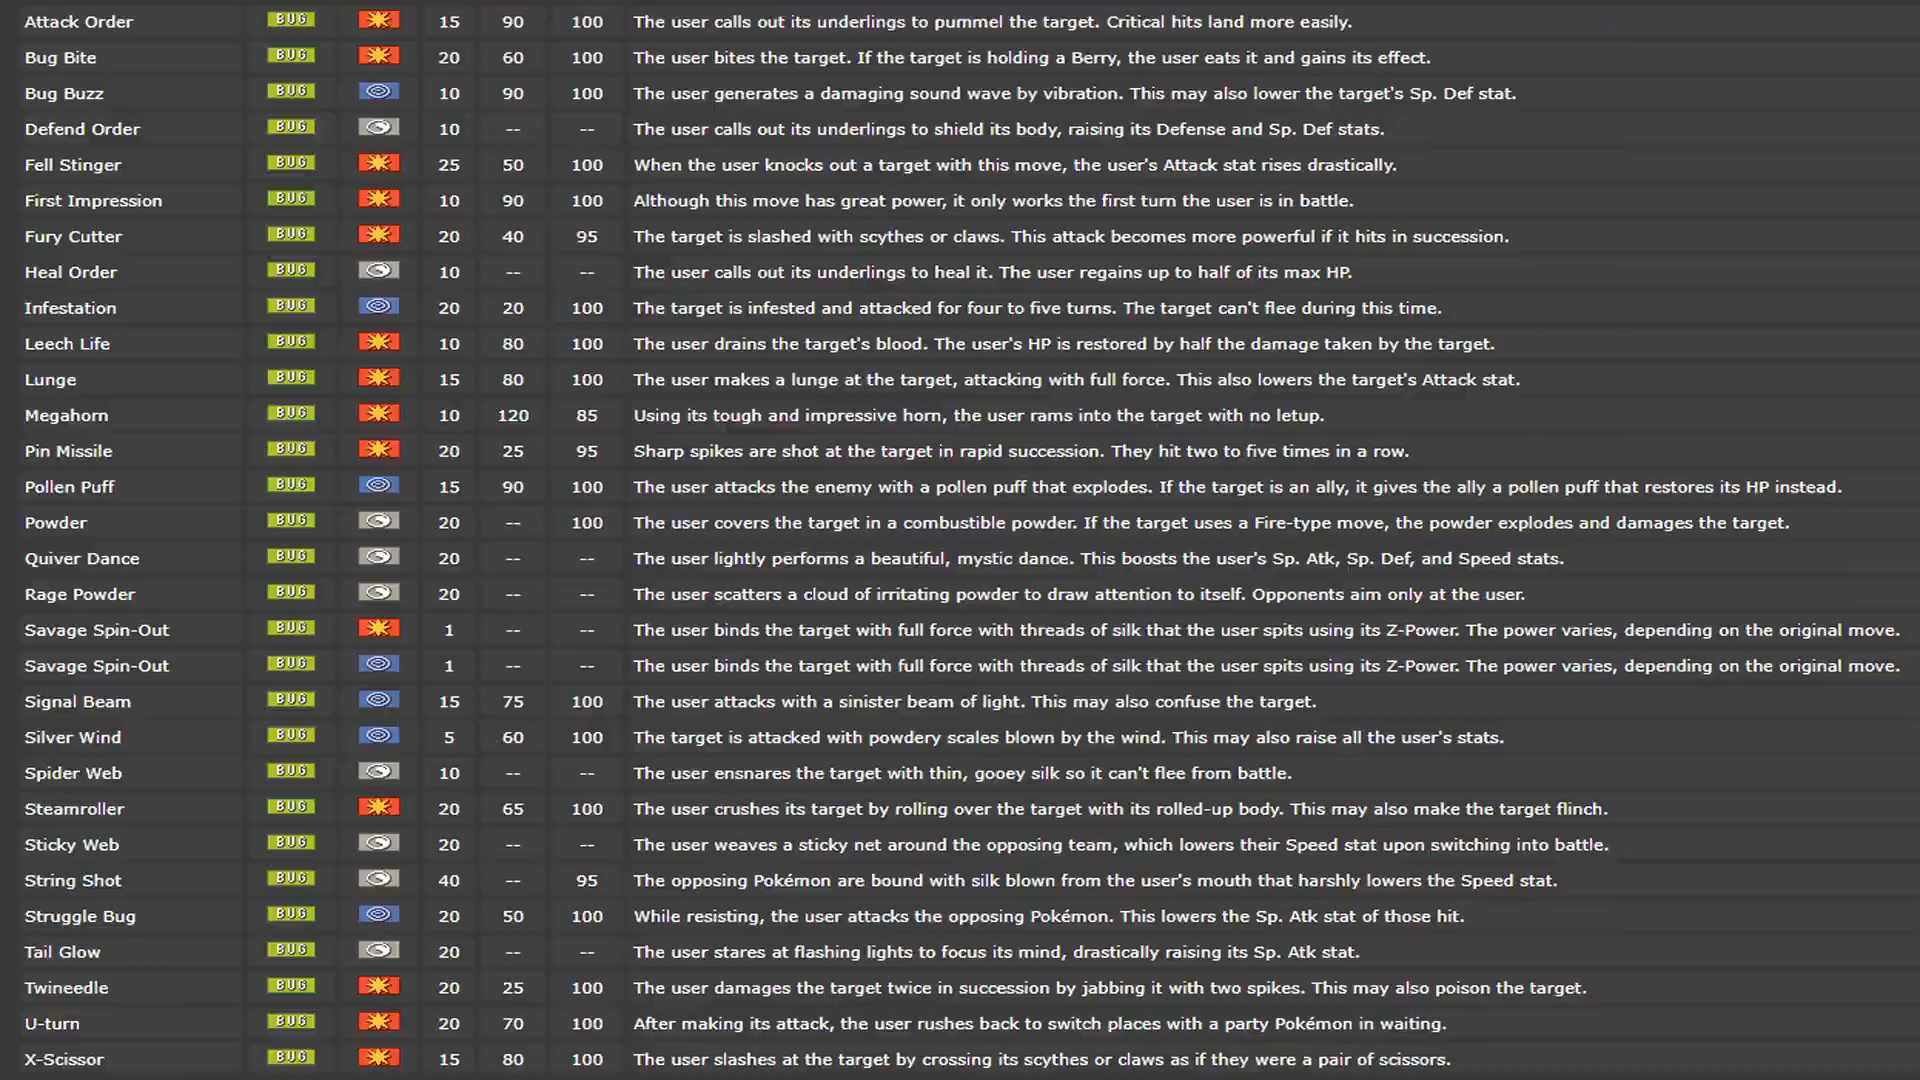 Attack Order BUG 15 90 100 The user calls out its underlings to pummel the target. Critical hits land more easily.
Bug Bite BUG 20 60 100 The user bites the target. If the target is holding a Berry, the user eats it and gains its effect.
Bug Buzz BUG 10 90 100 The user generates a damaging sound wave by vibration. This may also lower the target's Sp. Def stat.
Defend Order BUG 10 -- -- The user calls out its underlings to shield its body, raising its Defense and Sp. Def stats.
Fell Stinger BUG 25 50 100 When the user knocks out a target with this move, the user's Attack stat rises drastically.
First Impression BUG 10 90 100 Although this move has great power, it only works the first turn the user is in battle.
Fury Cutter BUG 20 40 95 The target is slashed with scythes or claws. This attack becomes more powerful if it hits in succession.
Heal Order BUG 10 -- -- The user calls out its underlings to heal it. The user regains up to half of its max HP.
Infestation BUG 20 20 100 The target is infested and attacked for four to five turns. The target can't flee during this time.
Leech Life BUG 10 80 100 The user drains the target's blood. The user's HP is restored by half the damage taken by the target.
Lunge BUG 15 80 100 The user makes a lunge at the target, attacking with full force. This also lowers the target's Attack stat.
Megahorn BUG 10 120 85 Using its tough and impressive horn, the user rams into the target with no letup.
Pin Missile BUG 20 25 95 Sharp spikes are shot at the target in rapid succession. They hit two to five times in a row.
Pollen Puff BUG 15 90 100 The user attacks the enemy with a pollen puff that explodes. If the target is an ally, it gives the ally a pollen puff that restores its HP instead.
Powder BUG 20 -- 100 The user covers the target in a combustible powder. If the target uses a Fire-type move, the powder explodes and damages the target.
Quiver Dance BUG 20 -- -- The user lightly performs a beautiful, mystic dance. This boosts the user's Sp. Atk, Sp. Def, and Speed stats.
Rage Powder BUG 20 -- -- The user scatters a cloud of irritating powder to draw attention to itself. Opponents aim only at the user.
Savage Spin-Out BUG 1 -- -- The user binds the target with full force with threads of silk that the user spits using its Z-Power. The power varies, depending on the original move.
Savage Spin-Out BUG 1 -- -- The user binds the target with full force with threads of silk that the user spits using its Z-Power. The power varies, depending on the original move.
Signal Beam BUG 15 75 100 The user attacks with a sinister beam of light. This may also confuse the target.
Silver Wind BUG 5 60 100 The target is attacked with powdery scales blown by the wind. This may also raise all the user's stats.
Spider Web BUG 10 -- -- The user ensnares the target with thin, gooey silk so it can't flee from battle.
Steamroller BUG 20 65 100 The user crushes its target by rolling over the target with its rolled-up body. This may also make the target flinch.
Sticky Web BUG 20 -- -- The user weaves a sticky net around the opposing team, which lowers their Speed stat upon switching into battle.
String Shot BUG 40 -- 95 The opposing Pokémon are bound with silk blown from the user's mouth that harshly lowers the Speed stat.
Struggle Bug BUG 20 50 100 While resisting, the user attacks the opposing Pokémon. This lowers the Sp. Atk stat of those hit.
Tail Glow BUG 20 -- -- The user stares at flashing lights to focus its mind, drastically raising its Sp. Atk stat.
Twineedle BUG 20 25 100 The user damages the target twice in succession by jabbing it with two spikes. This may also poison the target.
U-turn BUG 20 70 100 After making its attack, the user rushes back to switch places with a party Pokémon in waiting.
X-Scissor BUG 15 80 100 The user slashes at the target by crossing its scythes or claws as if they were a pair of scissors.